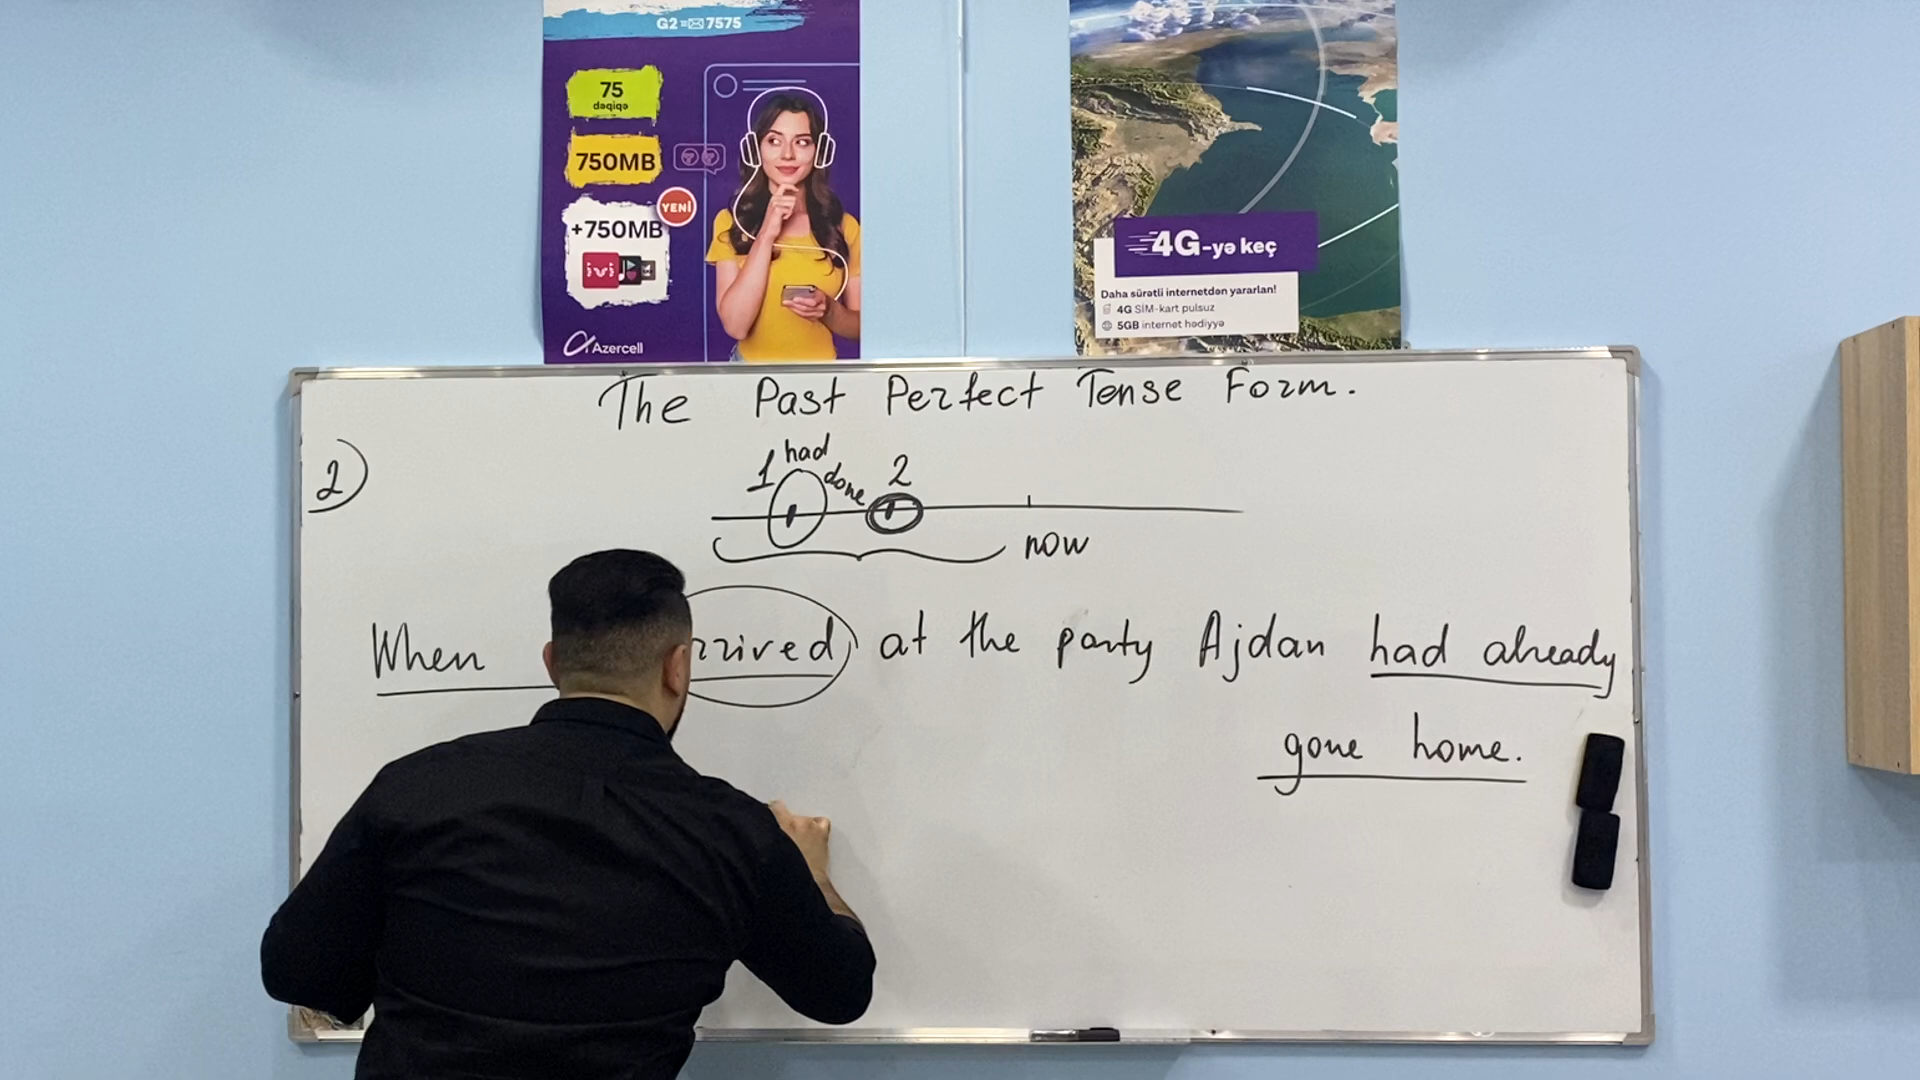 G2 = 7575
75
dəqiqə
750MB
YENİ
+750MB
ivi
Azercell
4G-yə keç
Daha sürətli internetdən yararlan!
4G SİM-kart pulsuz
5GB internet hədiyyə
The Past Perfect Tense Form.
2)
1 had done 2
now
When rrived at the party Ajdan had already
gone home.